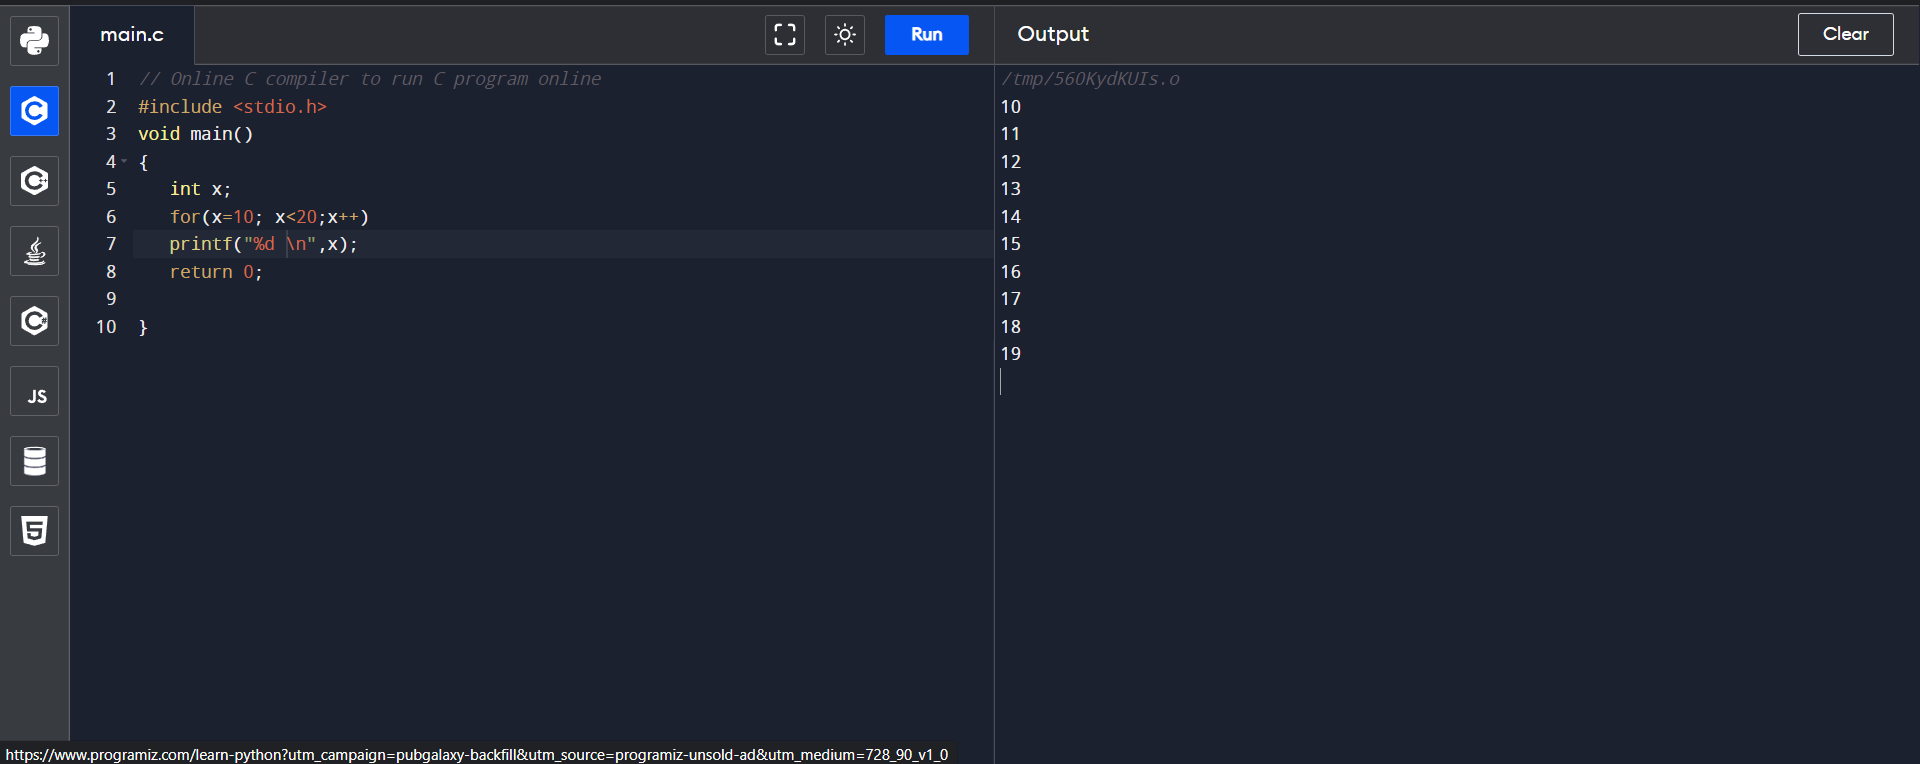 main.c
Run
Output
Clear
1 // Online C compiler to run C program online
2 #include <stdio.h>
3 void main()
4 {
5 int x;
6 for(x=10; x<20;x++)
7 printf("%d \n",x);
8 return 0;
9
10 }
/tmp/56OKydKUIs.o
10
11
12
13
14
15
16
17
18
19
JS
https://www.programiz.com/learn-python?utm_campaign=pubgalaxy-backfill&utm_source=programiz-unsold-ad&utm_medium=728_90_v1_0